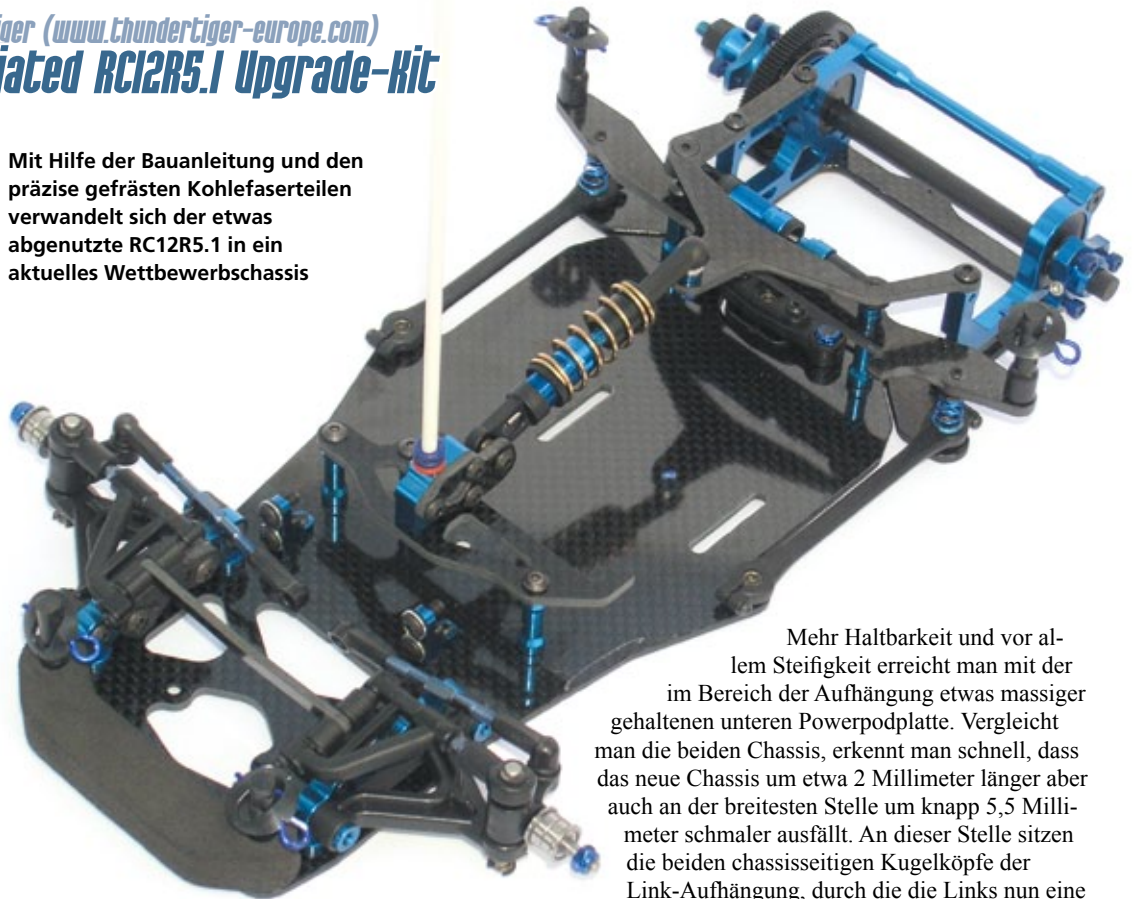 (www.thundertiger-europe.com)
RC12R5.1 Upgrade-Kit
Mit Hilfe der Bauanleitung und den
präzise gefrästen Kohlefaserteilen
verwandelt sich der etwas
abgenutzte RC12R5.1 in ein
aktuelles Wettbewerbschassis
Mehr Haltbarkeit und vor al-
lem Steifigkeit erreicht man mit der
im Bereich der Aufhängung etwas massiger
gehaltenen unteren Powerpodplatte. Vergleicht
man die beiden Chassis, erkennt man schnell, dass
das neue Chassis um etwa 2 Millimeter länger aber
auch an der breitesten Stelle um knapp 5,5 Milli-
meter schmaler ausfällt. An dieser Stelle sitzen
die beiden chassisseitigen Kugelköpfe der
Link-Aufhängung, durch die die Links nun eine